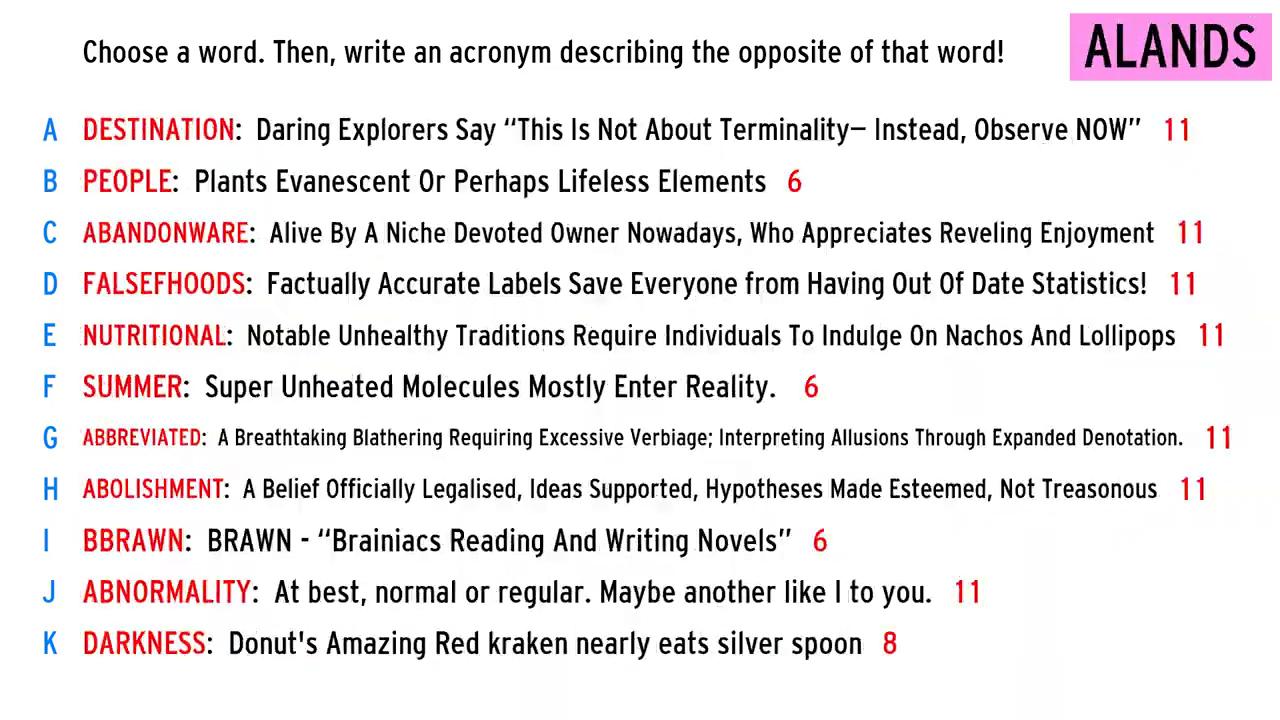 Choose a word. Then, write an acronym describing the opposite of that word!
ALANDS
A DESTINATION: Daring Explorers Say “This Is Not About Terminality— Instead, Observe NOW” 11
B PEOPLE: Plants Evanescent Or Perhaps Lifeless Elements 6
C ABANDONWARE: Alive By A Niche Devoted Owner Nowadays, Who Appreciates Reveling Enjoyment 11
D FALSEFHOODS: Factually Accurate Labels Save Everyone from Having Out Of Date Statistics! 11
E NUTRITIONAL: Notable Unhealthy Traditions Require Individuals To Indulge On Nachos And Lollipops 11
F SUMMER: Super Unheated Molecules Mostly Enter Reality. 6
G ABBREVIATED: A Breathtaking Blathering Requiring Excessive Verbiage; Interpreting Allusions Through Expanded Denotation. 11
H ABOLISHMENT: A Belief Officially Legalised, Ideas Supported, Hypotheses Made Esteemed, Not Treasonous 11
I BBRAWN: BRAWN - “Brainiacs Reading And Writing Novels” 6
J ABNORMALITY: At best, normal or regular. Maybe another like I to you. 11
K DARKNESS: Donut's Amazing Red kraken nearly eats silver spoon 8